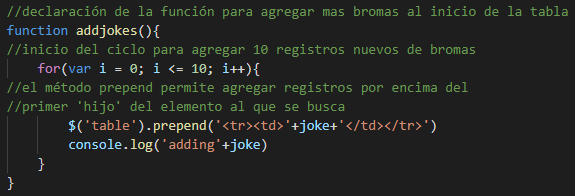 //declaración de la función para agregar mas bromas al inicio de la tabla
function addjokes(){
//inicio del ciclo para agregar 10 registros nuevos de bromas
    for(var i = 0; i <= 10; i++){
//el método prepend permite agregar registros por encima del
//primer 'hijo' del elemento al que se busca
        $('table').prepend('<tr><td>'+joke+'</td></tr>')
        console.log('adding'+joke)
    }
}